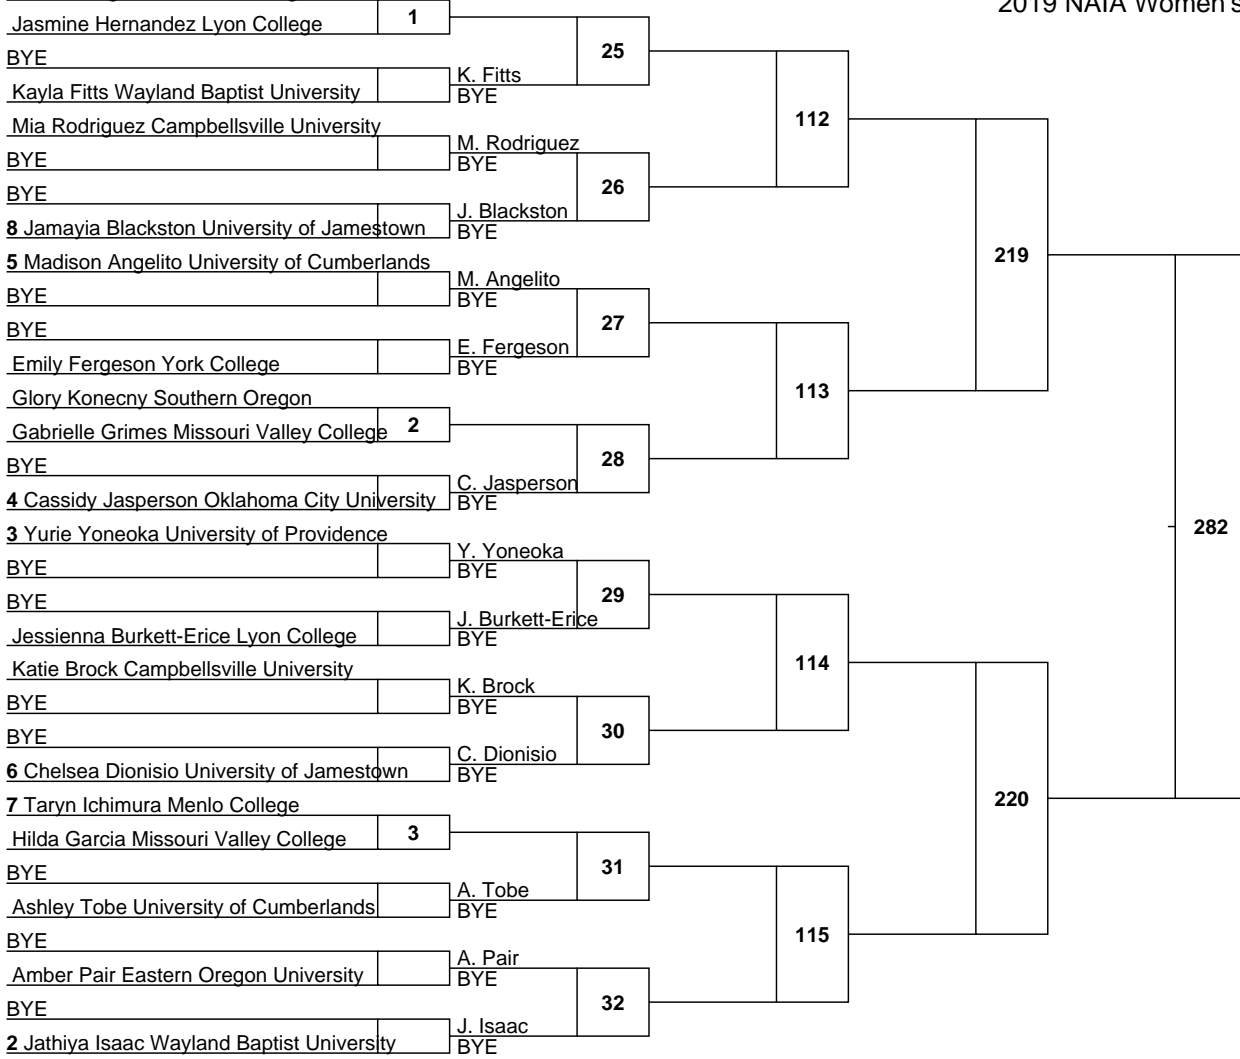 2019 NAIA Women's
Jasmine Hernandez Lyon College
1
25
BYE
K. Fitts
Kayla Fitts Wayland Baptist University
BYE
112
Mia Rodriguez Campbellsville University
M. Rodriguez
BYE
BYE
26
BYE
J. Blackston
8 Jamayia Blackston University of Jamestown
BYE
219
5 Madison Angelito University of Cumberlands
M. Angelito
BYE
BYE
27
BYE
E. Fergeson
Emily Fergeson York College
BYE
113
Glory Konecny Southern Oregon
2
Gabrielle Grimes Missouri Valley College
28
BYE
C. Jasperson
4 Cassidy Jasperson Oklahoma City University
BYE
282
3 Yurie Yoneoka University of Providence
Y. Yoneoka
BYE
BYE
29
BYE
J. Burkett-Erice
Jessienna Burkett-Erice Lyon College
BYE
114
Katie Brock Campbellsville University
K. Brock
BYE
BYE
30
BYE
C. Dionisio
6 Chelsea Dionisio University of Jamestown
BYE
220
7 Taryn Ichimura Menlo College
3
Hilda Garcia Missouri Valley College
31
BYE
A. Tobe
Ashley Tobe University of Cumberlands
BYE
115
BYE
A. Pair
Amber Pair Eastern Oregon University
BYE
32
BYE
J. Isaac
2 Jathiya Isaac Wayland Baptist University
BYE